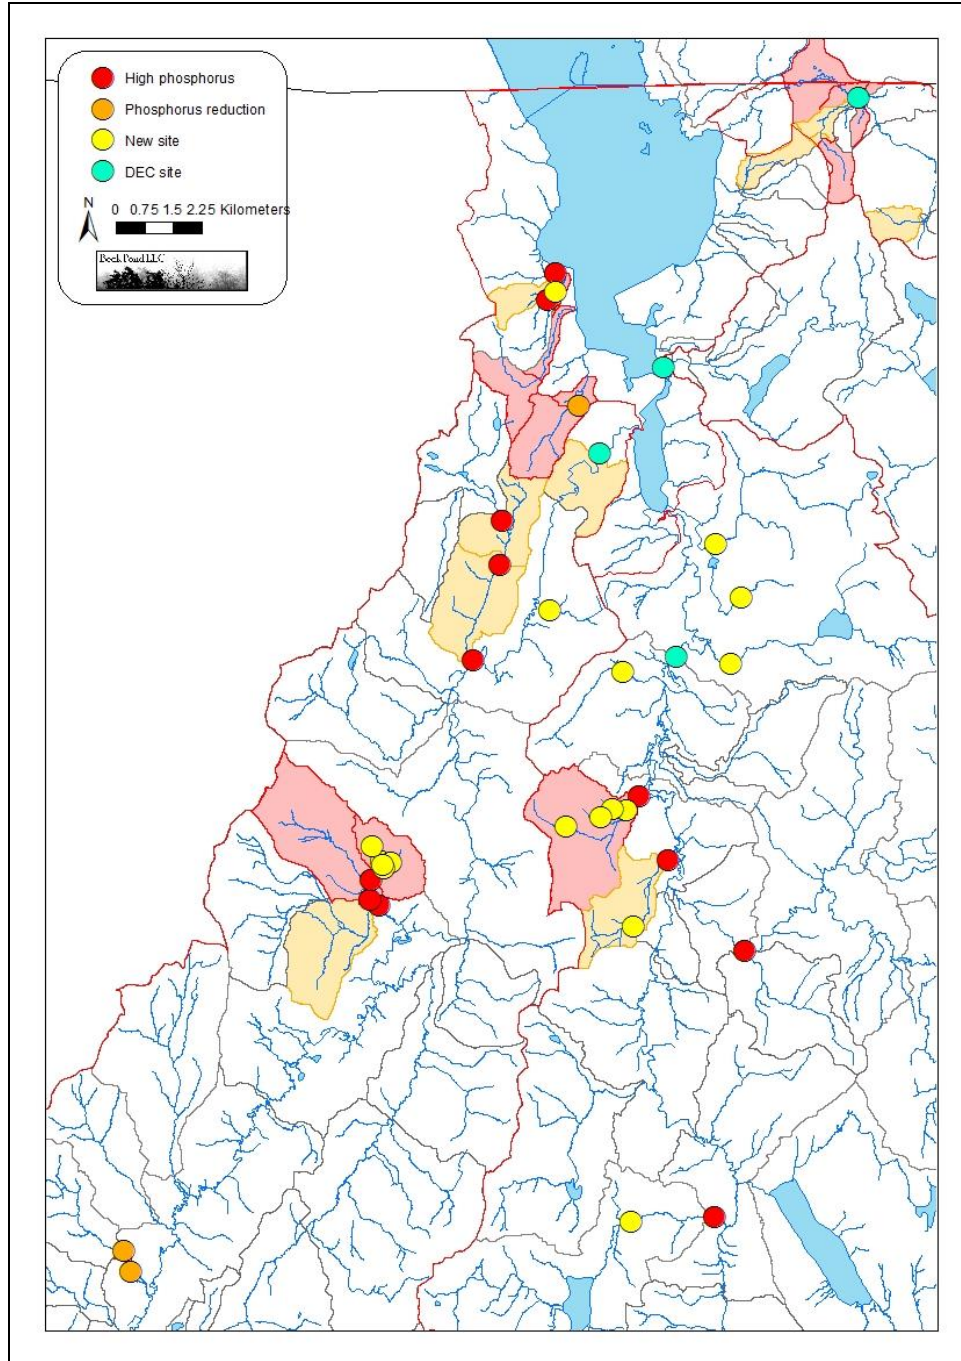 High phosphorus
Phosphorus reduction
New site
DEC site
N
0 0.75 1.5 2.25 Kilometers
Beck Pond LLC